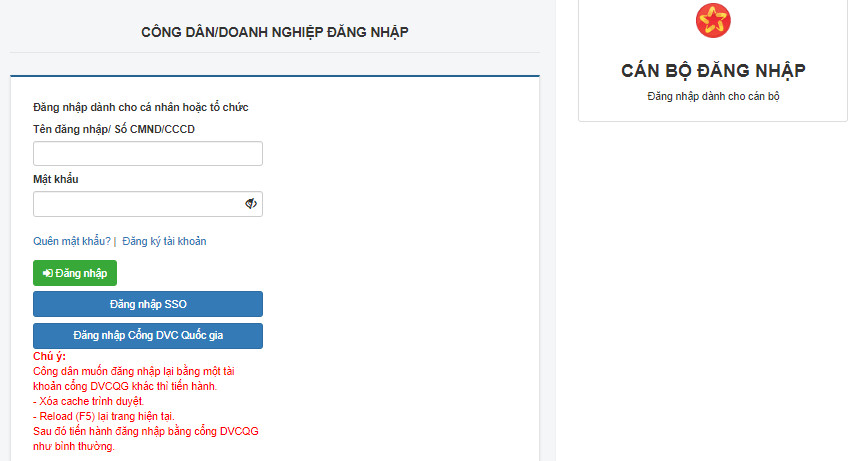 CÔNG DÂN/DOANH NGHIỆP ĐĂNG NHẬP
Đăng nhập dành cho cá nhân hoặc tổ chức
Tên đăng nhập/ Số CMND/CCCD
Mật khẩu
Quên mật khẩu? | Đăng ký tài khoản
Đăng nhập
Đăng nhập SSO
Đăng nhập Cổng DVC Quốc gia
Chú ý:
Công dân muốn đăng nhập lại bằng một tài
khoản cổng DVCQG khác thì tiến hành.
- Xóa cache trình duyệt.
- Reload (F5) lại trang hiện tại.
Sau đó tiến hành đăng nhập bằng cổng DVCQG
như bình thường.
CÁN BỘ ĐĂNG NHẬP
Đăng nhập dành cho cán bộ